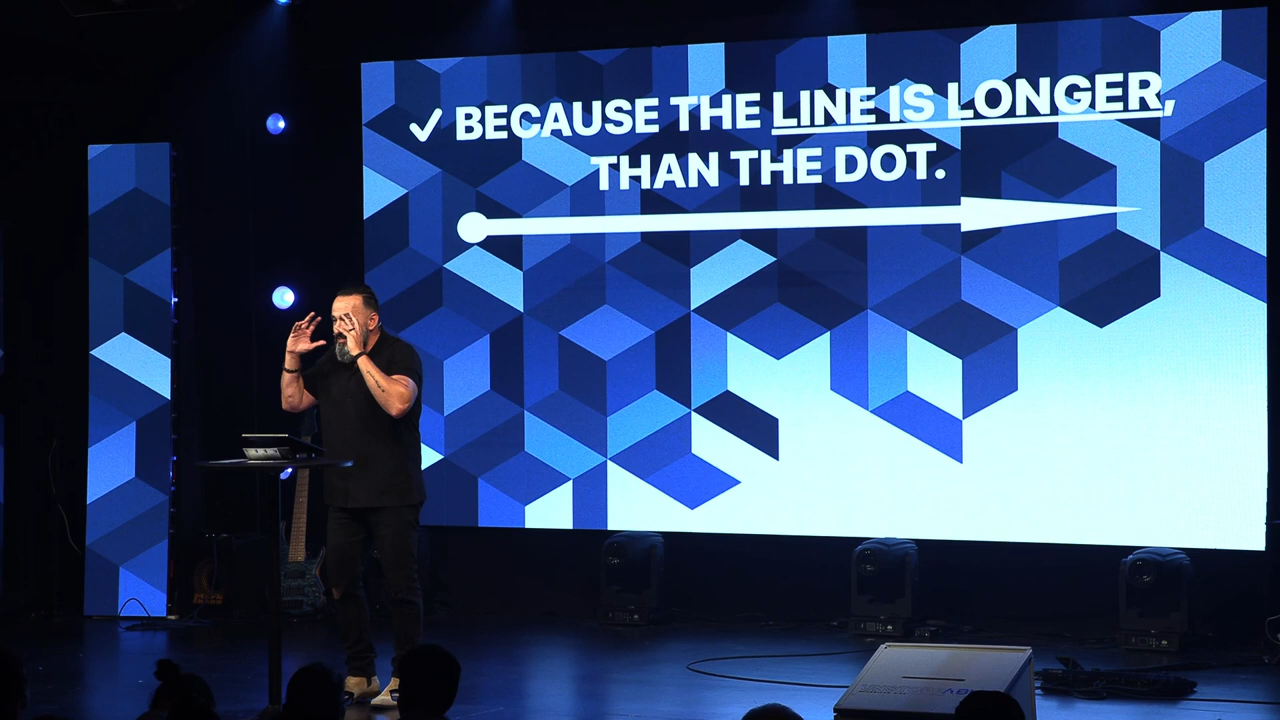 ✓ BECAUSE THE LINE IS LONGER,
THAN THE DOT.